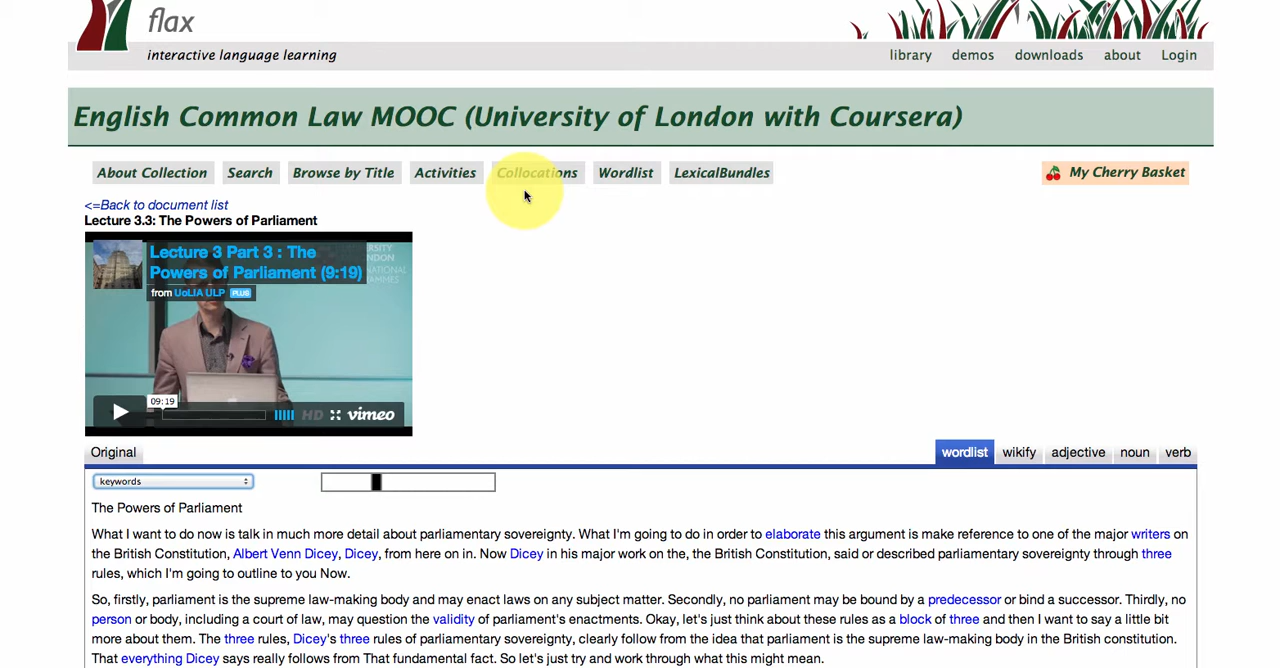 flax
interactive language learning
library demos downloads about Login
English Common Law MOOC (University of London with Coursera)
About Collection Search Browse by Title Activities Collocations Wordlist LexicalBundles My Cherry Basket
<=Back to document list
Lecture 3.3: The Powers of Parliament
Lecture 3 Part 3 : The
Powers of Parliament (9:19)
from UoLIA ULP PLUS
09:19
HD vimeo
Original wordlist wikify adjective noun verb
keywords
The Powers of Parliament
What I want to do now is talk in much more detail about parliamentary sovereignty. What I'm going to do in order to elaborate this argument is make reference to one of the major writers on
the British Constitution, Albert Venn Dicey, Dicey, from here on in. Now Dicey in his major work on the, the British Constitution, said or described parliamentary sovereignty through three
rules, which I'm going to outline to you Now.
So, firstly, parliament is the supreme law-making body and may enact laws on any subject matter. Secondly, no parliament may be bound by a predecessor or bind a successor. Thirdly, no
person or body, including a court of law, may question the validity of parliament's enactments. Okay, let's just think about these rules as a block of three and then I want to say a little bit
more about them. The three rules, Dicey's three rules of parliamentary sovereignty, clearly follow from the idea that parliament is the supreme law-making body in the British constitution.
That everything Dicey says really follows from That fundamental fact. So let's just try and work through what this might mean.